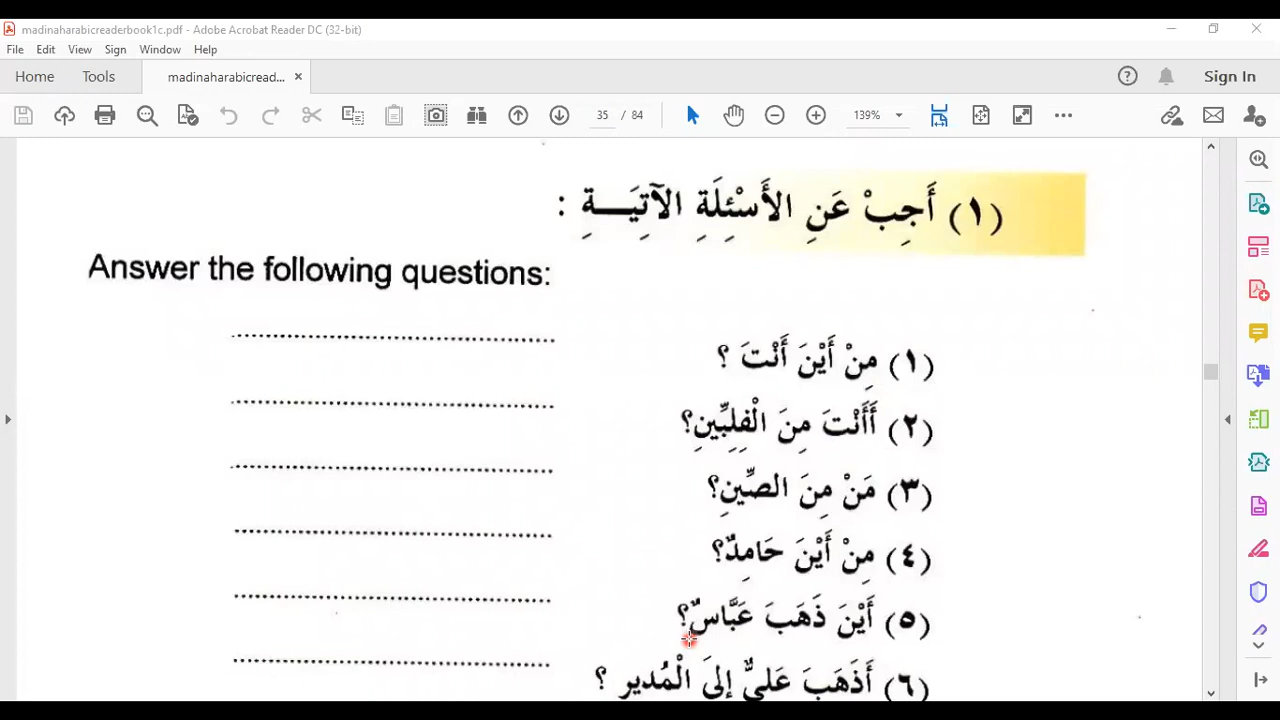 madinaharabicreaderbook1c.pdf - Adobe Acrobat Reader DC (32-bit)
File Edit View Sign Window Help
Home Tools madinaharabicread... × Sign In
35 / 84 139%
(١) أَجِبْ عَنِ الأَسْئِلَةِ الآتِيَـــةِ :
Answer the following questions:
(١) مِنْ أَيْنَ أَنْتَ ؟ ................................
(٢) أَأَنْتَ مِنَ الْفِلِبِّينِ؟ ................................
(٣) مَنْ مِنَ الصِّينِ؟ ................................
(٤) مِنْ أَيْنَ حَامِدٌ؟ ................................
(٥) أَيْنَ ذَهَبَ عَبَّاسٌ؟ ................................
(٦) أَذَهَبَ عَلِيٌّ إِلىَ الْمُدِيرِ ؟ ................................